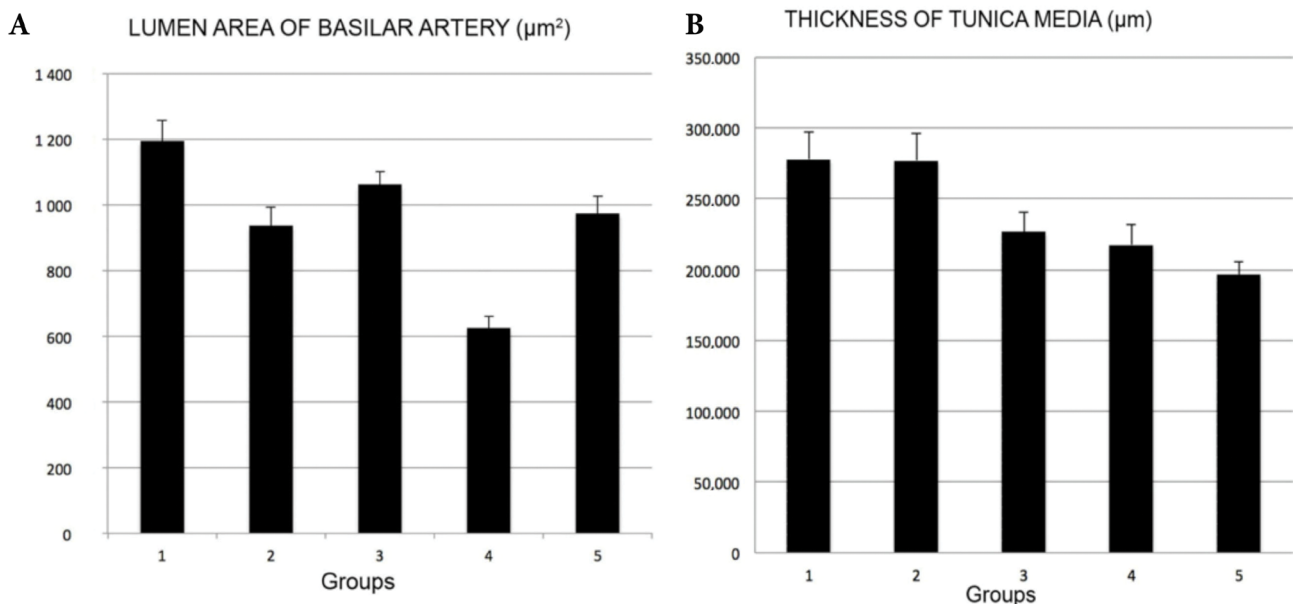 A
LUMEN AREA OF BASILAR ARTERY (µm²)
1 400
1 200
1 000
800
600
400
200
0
1 2 3 4 5
Groups
B
THICKNESS OF TUNICA MEDIA (µm)
350.000
300.000
250.000
200.000
150.000
100.000
50.000
0
1 2 3 4 5
Groups